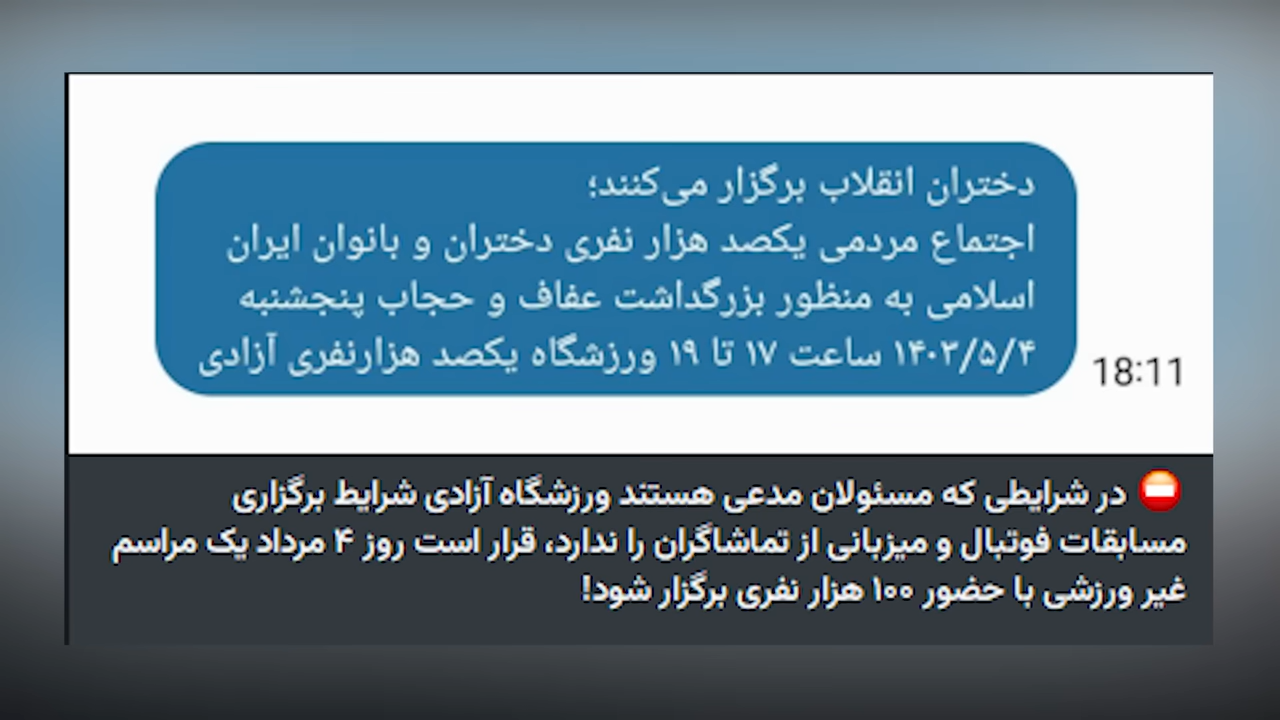 دختران انقلاب برگزار می‌کنند؛
اجتماع مردمی یکصد هزار نفری دختران و بانوان ایران
اسلامی به منظور بزرگداشت عفاف و حجاب پنجشنبه
۱۴۰۳/۵/۴ ساعت ۱۷ تا ۱۹ ورزشگاه یکصد هزارنفری آزادی
18:11
در شرایطی که مسئولان مدعی هستند ورزشگاه آزادی شرایط برگزاری
مسابقات فوتبال و میزبانی از تماشاگران را ندارد، قرار است روز ۴ مرداد یک مراسم
غیر ورزشی با حضور ۱۰۰ هزار نفری برگزار شود!